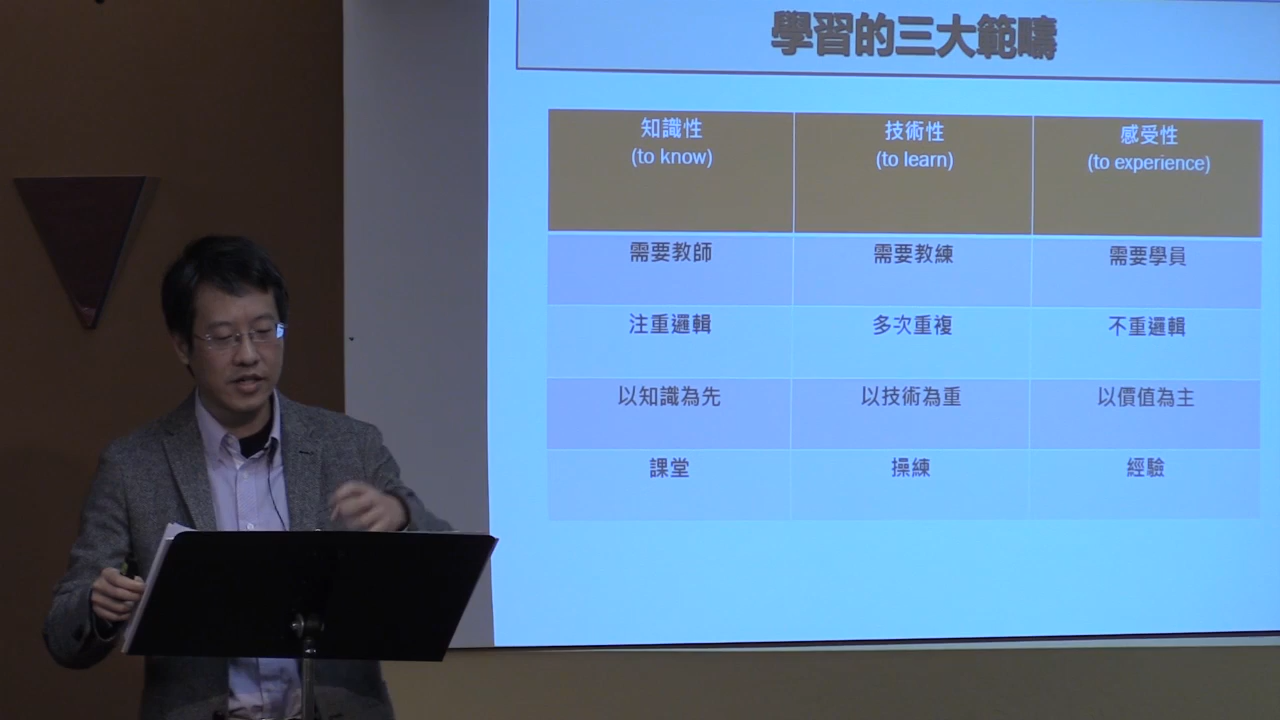 學習的三大範疇
知識性
(to know)
技術性
(to learn)
感受性
(to experience)
需要教師
需要教練
需要學員
注重邏輯
多次重複
不重邏輯
以知識為先
以技術為重
以價值為主
課堂
操練
經驗